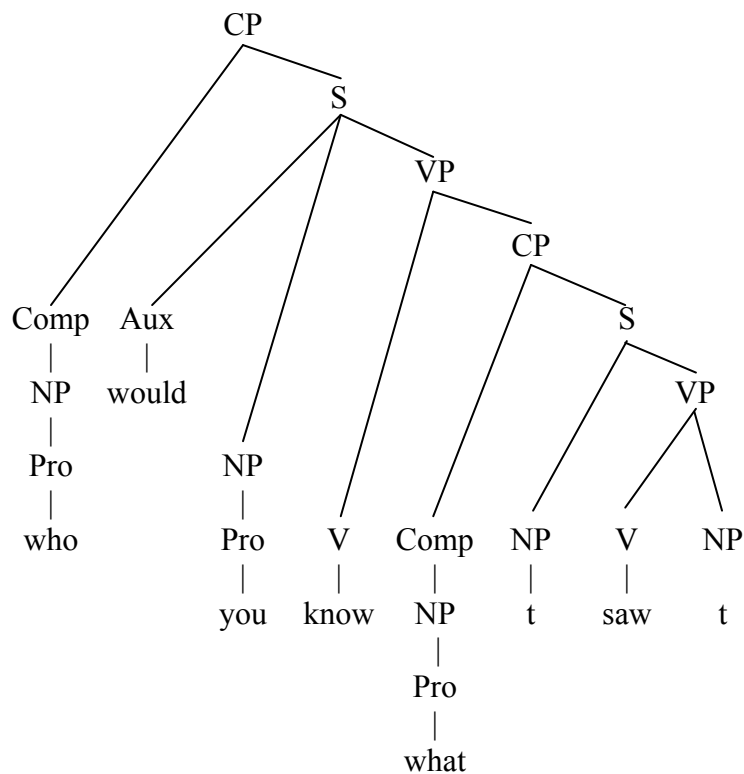 CP
S
VP
CP
Comp Aux S
NP would VP
Pro NP
who Pro V Comp NP V NP
you know NP t saw t
Pro
what